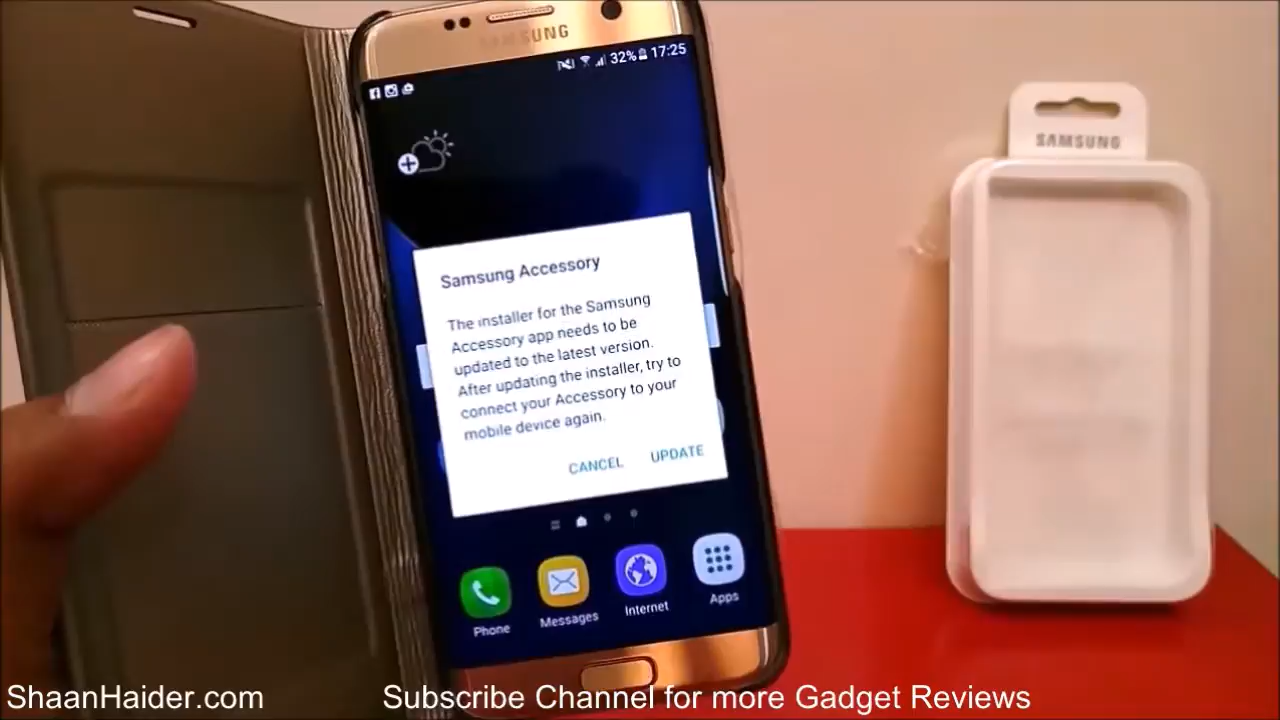 SAMSUNG
32% 17:25
SAMSUNG
Samsung Accessory
The installer for the Samsung
Accessory app needs to be
updated to the latest version.
After updating the installer, try to
connect your Accessory to your
mobile device again.
CANCEL UPDATE
Phone Messages Internet Apps
ShaanHaider.com Subscribe Channel for more Gadget Reviews